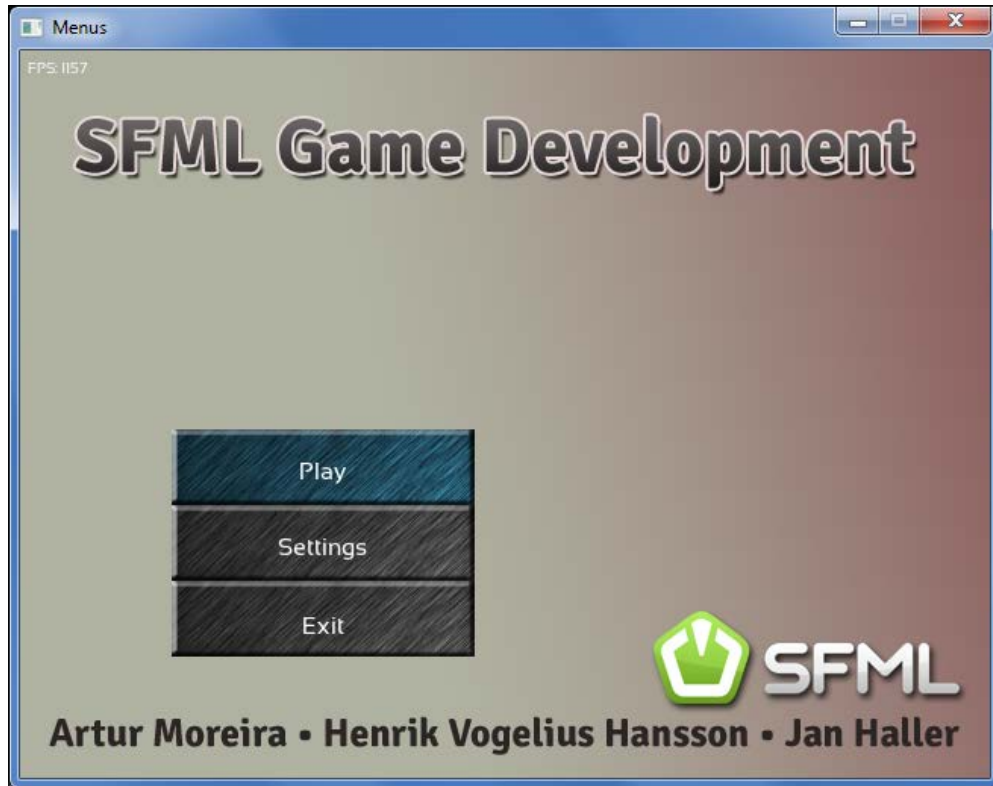 Menus
FPS: 1157
SFML Game Development
Play
Settings
Exit
SFML
Artur Moreira • Henrik Vogelius Hansson • Jan Haller